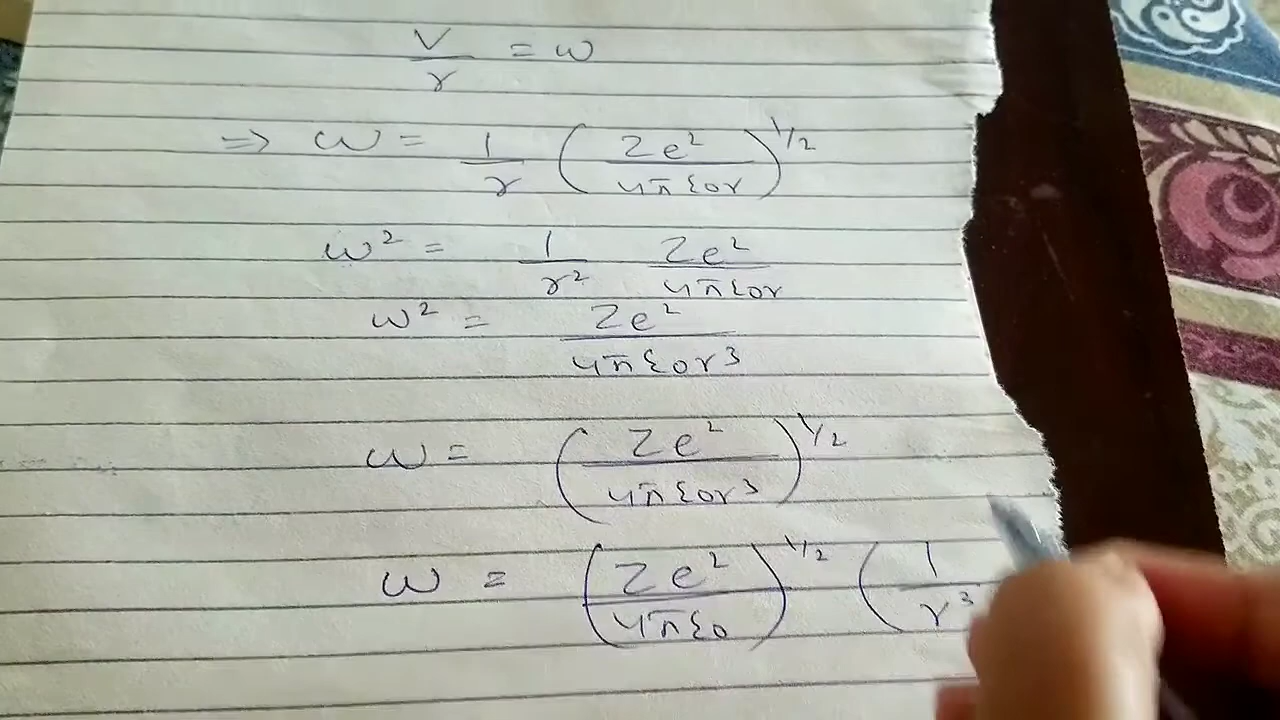 V/r = ω
=> ω = 1/r (Ze²/4πε0r)^1/2
ω² = 1/r² Ze²/4πε0r
ω² = Ze²/4πε0r³
ω = (Ze²/4πε0r³)^1/2
ω = (Ze²/4πε0)^1/2 (1/r³